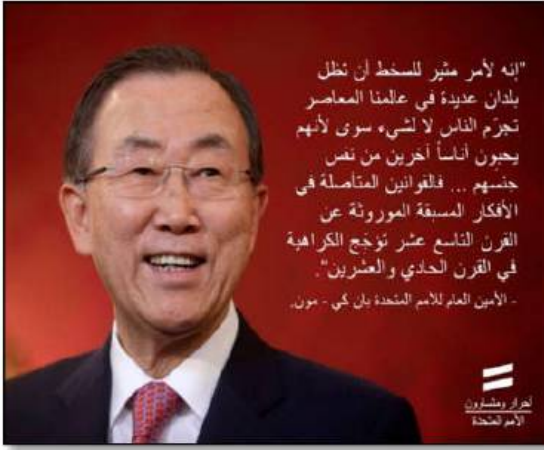 "إنه لأمر مثير للسخط أن تظل
بلدان عديدة في عالمنا المعاصر
تجرّم الناس لا لشيء سوى لأنهم
يحبون أناساً آخرين من نفس
جنسهم ... فالقوانين المتأصلة في
الأفكار المسبقة الموروثة عن
القرن التاسع عشر تؤجج الكراهية
في القرن الحادي والعشرين".
- الأمين العام للأمم المتحدة بان كي - مون.
أحرار ومتساوون
الأمم المتحدة